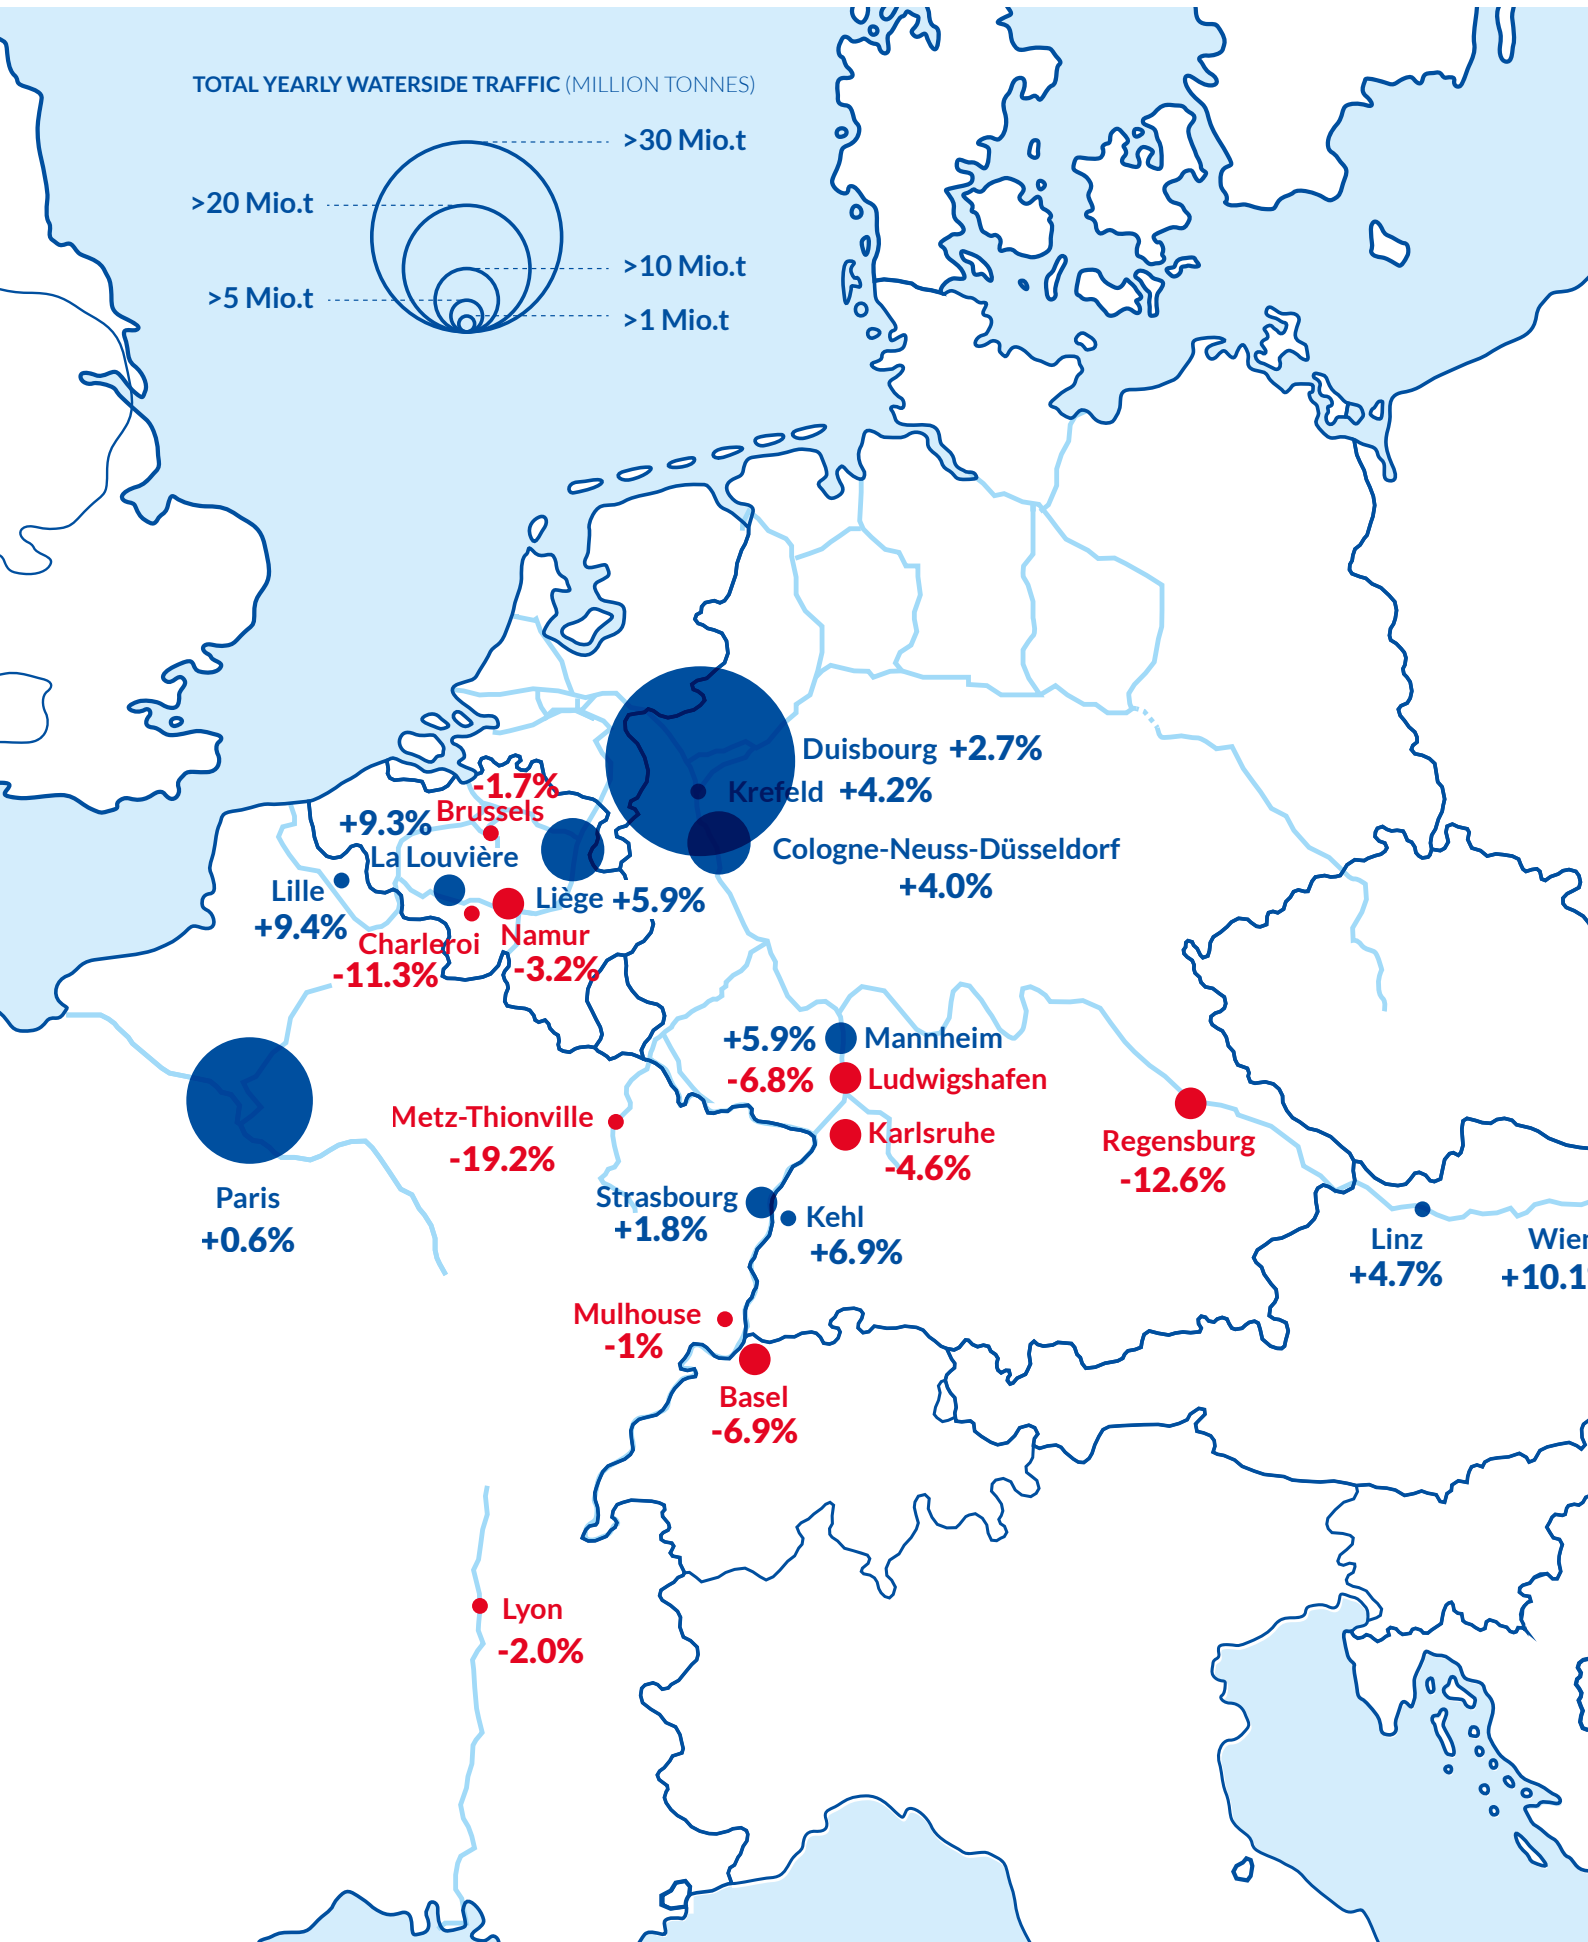 TOTAL YEARLY WATERSIDE TRAFFIC (MILLION TONNES)
>30 Mio.t
>20 Mio.t
>10 Mio.t
>5 Mio.t
>1 Mio.t
Duisbourg +2.7%
Krefeld +4.2%
-1.7%
Brussels
+9.3%
La Louvière
Cologne-Neuss-Düsseldorf
+4.0%
Lille
+9.4%
Liège +5.9%
Charleroi
-11.3%
Namur
-3.2%
+5.9% Mannheim
-6.8% Ludwigshafen
Metz-Thionville
-19.2%
Karlsruhe
-4.6%
Regensburg
-12.6%
Paris
+0.6%
Strasbourg
+1.8%
Kehl
+6.9%
Linz
+4.7%
Wien
+10.1
Mulhouse
-1%
Basel
-6.9%
Lyon
-2.0%